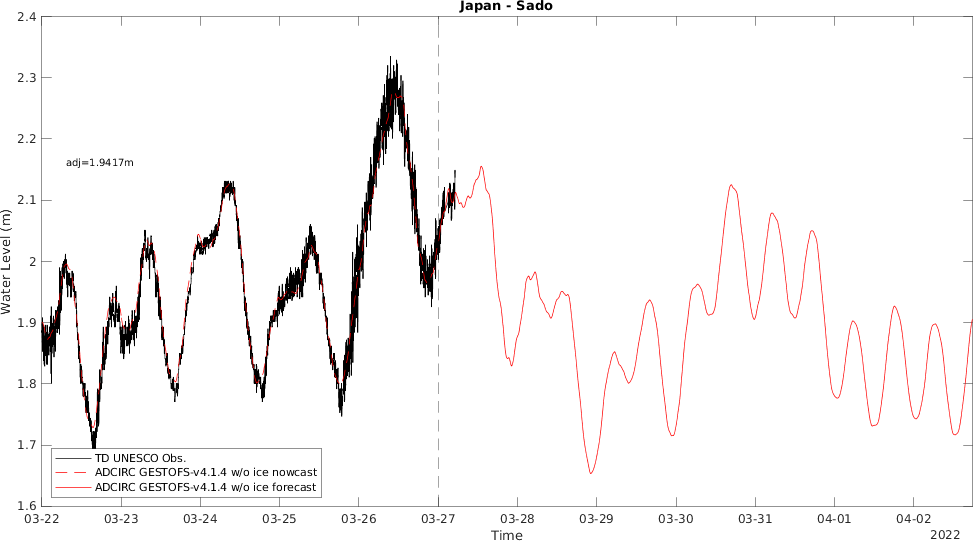 Japan - Sado
2.4
2.3
2.2
2.1
2
1.9
1.8
1.7
1.6
Water Level (m)
adj=1.9417m
TD UNESCO Obs.
ADCIRC GESTOFS-v4.1.4 w/o ice nowcast
ADCIRC GESTOFS-v4.1.4 w/o ice forecast
03-22 03-23 03-24 03-25 03-26 03-27 03-28 03-29 03-30 03-31 04-01 04-02
Time
2022